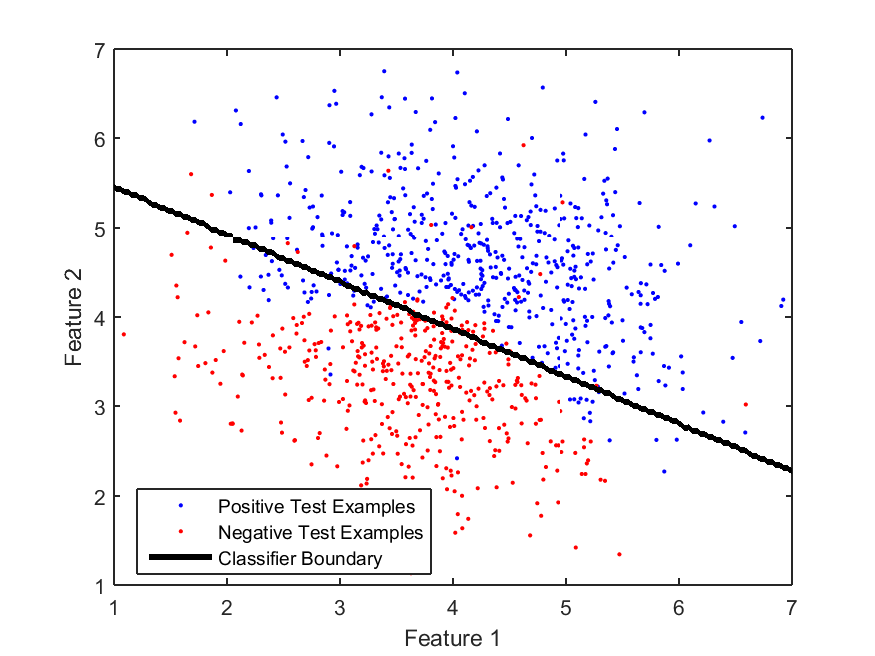 7
6
5
4
3
2
1
Feature 2
Positive Test Examples
Negative Test Examples
Classifier Boundary
1 2 3 4 5 6 7
Feature 1